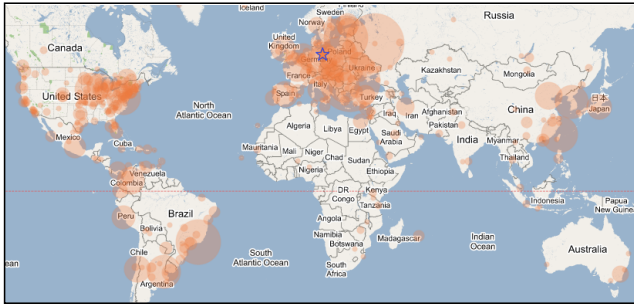 Iceland
Sweden
Norway
Russia
Canada
United
Kingdom
Poland
Ukraine
Kazakhstan
Mongolia
France
Italy
Spain
Turkey
United States
North
Atlantic Ocean
China
日本
Japan
Iraq
Iran
Afghanistan
Pakistan
Algeria
Libya
Egypt
Saudi
Arabia
India
Myanmar
Mexico
Cuba
Mauritania
Mali
Niger
Chad
Sudan
Thailand
Nigeria
Ethiopia
Venezuela
Colombia
DR
Congo
Kenya
Tanzania
Indonesia
Papua
New Guine
Peru
Brazil
Bolivia
Angola
Namibia
Botswana
Madagascar
Indian
Ocean
Australia
Chile
South
Atlantic Ocean
South
Africa
Argentina
ean